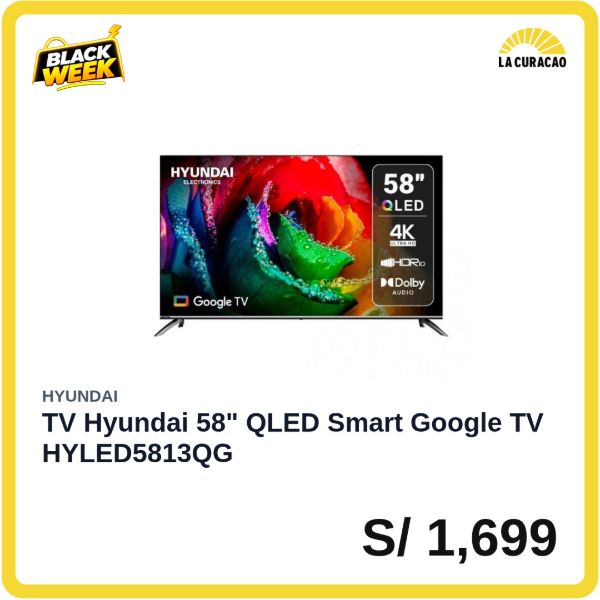 BLACK
WEEK
LA CURACAO
HYUNDAI
ELECTRONICS
58"
QLED
4K
ULTRA HD
HDR10
Dolby
AUDIO
Google TV
HYUNDAI
TV Hyundai 58" QLED Smart Google TV
HYLED5813QG
S/ 1,699